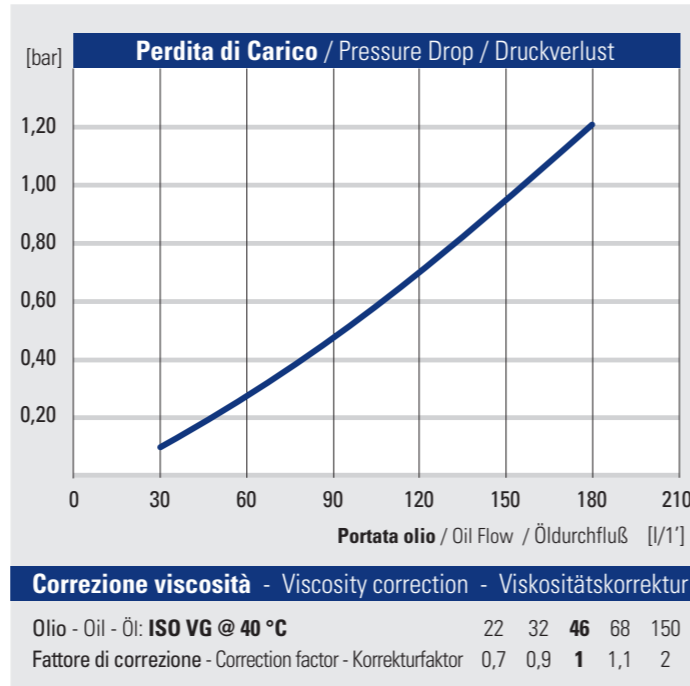 [bar] Perdita di Carico / Pressure Drop / Druckverlust
1,20
1,00
0,80
0,60
0,40
0,20
0 30 60 90 120 150 180 210
Portata olio / Oil Flow / Öldurchfluß [l/1']
Correzione viscosità - Viscosity correction - Viskositätskorrektur
Olio - Oil - Öl: ISO VG @ 40 °C 22 32 46 68 150
Fattore di correzione - Correction factor - Korrekturfaktor 0,7 0,9 1 1,1 2